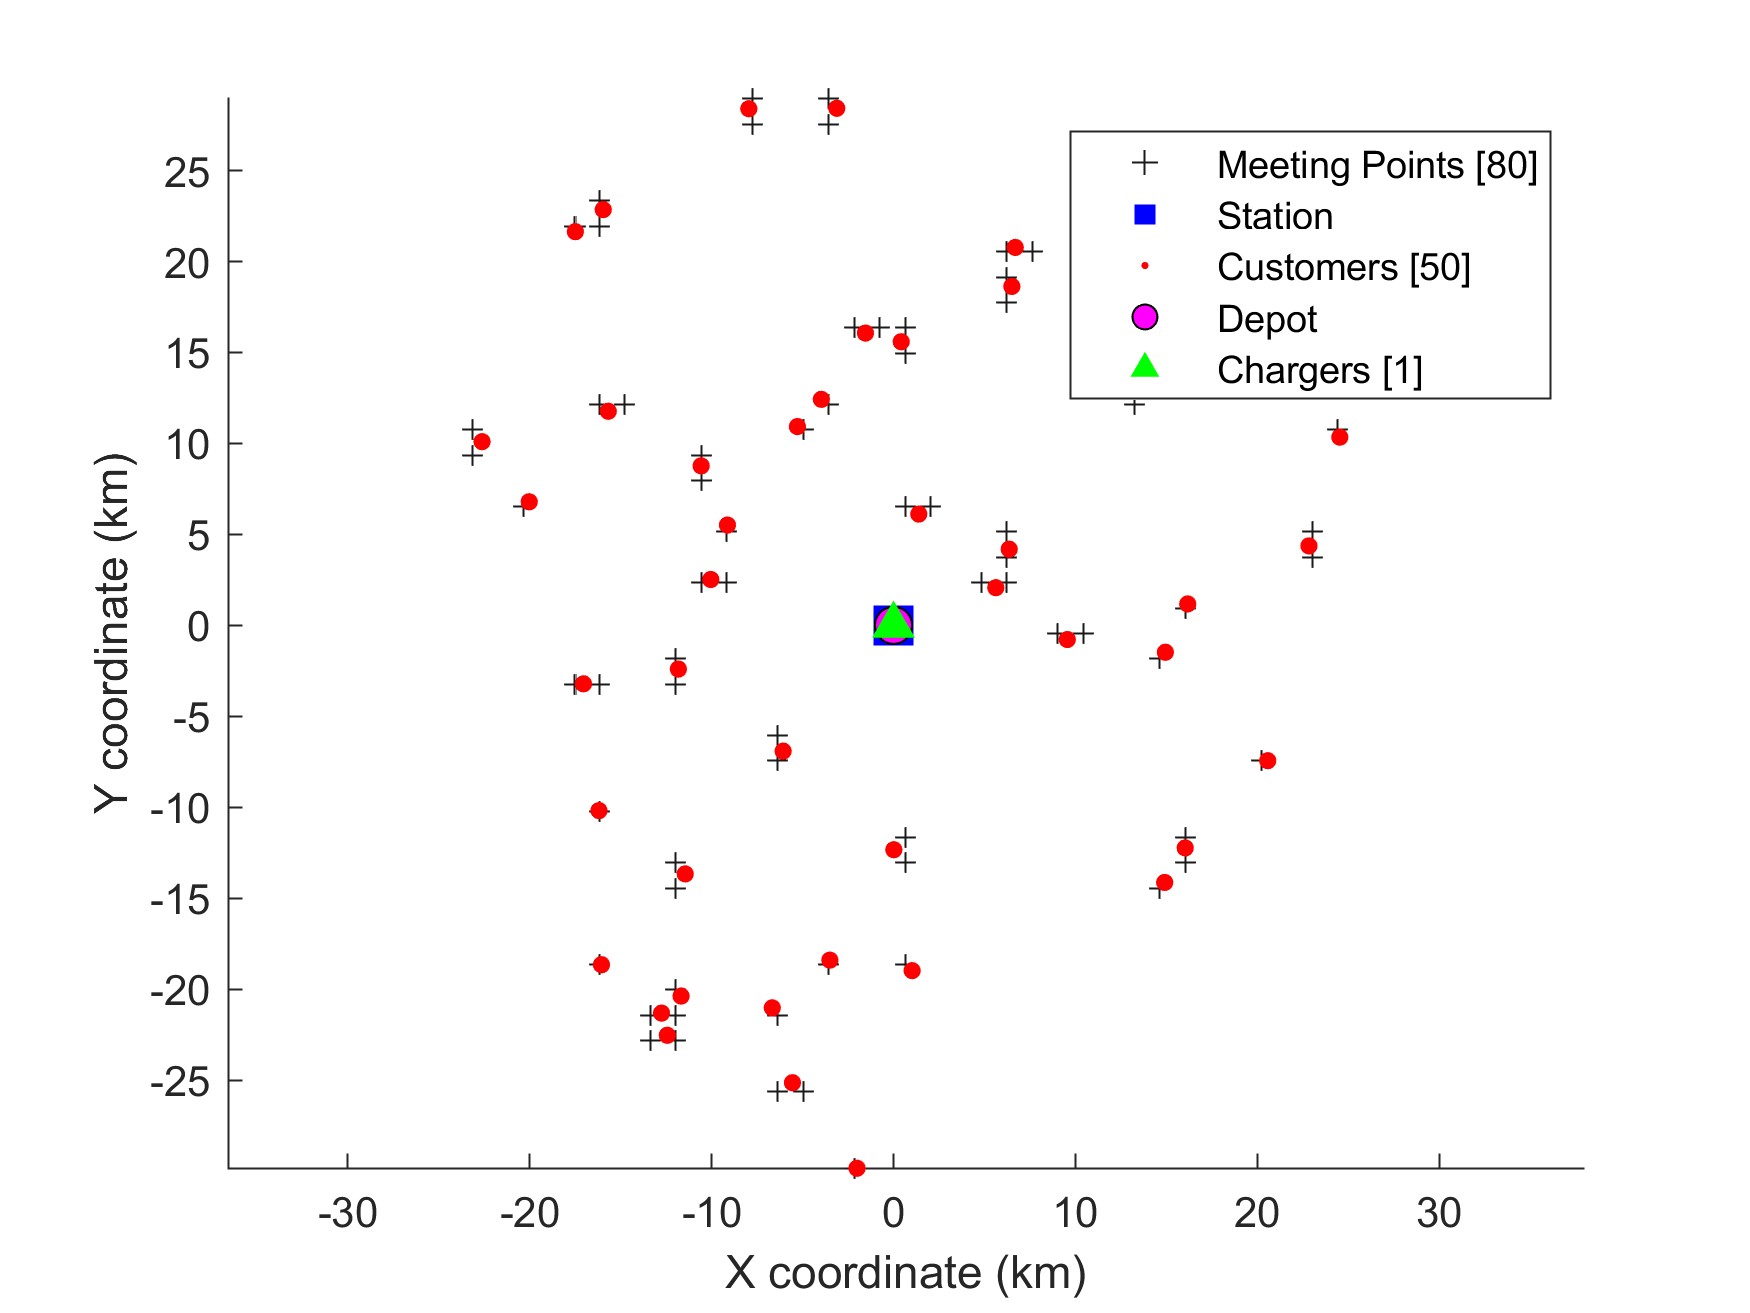 25
20
15
10
5
0
-5
-10
-15
-20
-25
Y coordinate (km)
-30 -20 -10 0 10 20 30
X coordinate (km)
Meeting Points [80]
Station
Customers [50]
Depot
Chargers [1]